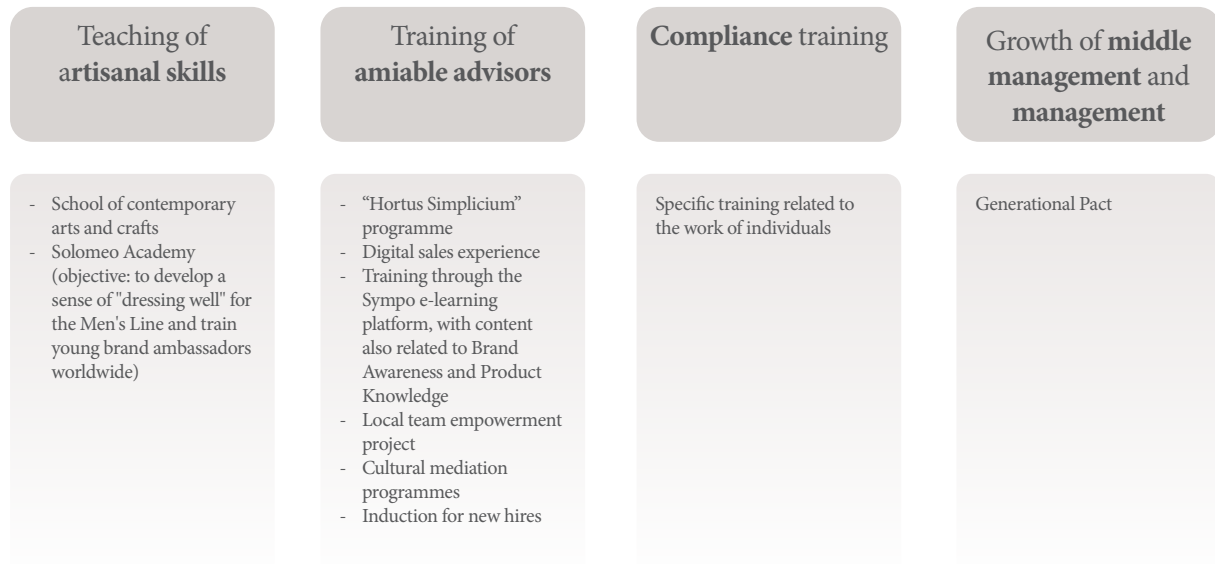 Teaching of
artisanal skills
- School of contemporary
arts and crafts
- Solomeo Academy
(objective: to develop a
sense of "dressing well" for
the Men's Line and train
young brand ambassadors
worldwide)
Training of
amiable advisors
- “Hortus Simplicium”
programme
- Digital sales experience
- Training through the
Sympo e-learning
platform, with content
also related to Brand
Awareness and Product
Knowledge
- Local team empowerment
project
- Cultural mediation
programmes
- Induction for new hires
Compliance training
Specific training related to
the work of individuals
Growth of middle
management and
management
Generational Pact